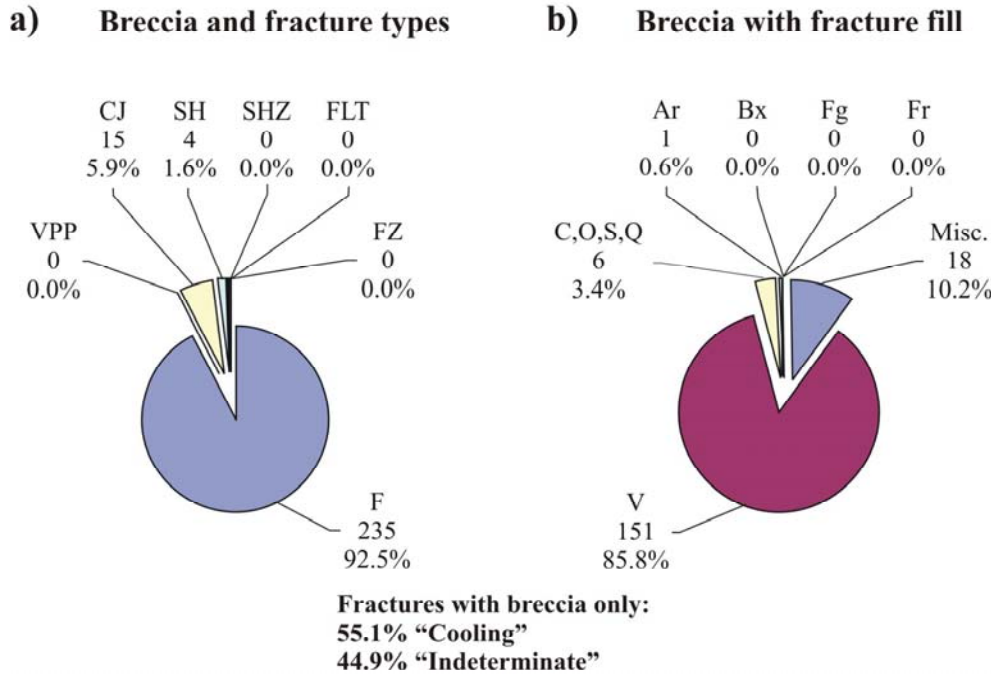 a) Breccia and fracture types
CJ
15
5.9%
SH
4
1.6%
SHZ
0
0.0%
FLT
0
0.0%
VPP
0
0.0%
FZ
0
0.0%
F
235
92.5%
b) Breccia with fracture fill
Ar
1
0.6%
Bx
0
0.0%
Fg
0
0.0%
Fr
0
0.0%
C,O,S,Q
6
3.4%
Misc.
18
10.2%
V
151
85.8%
Fractures with breccia only:
55.1% “Cooling”
44.9% “Indeterminate”